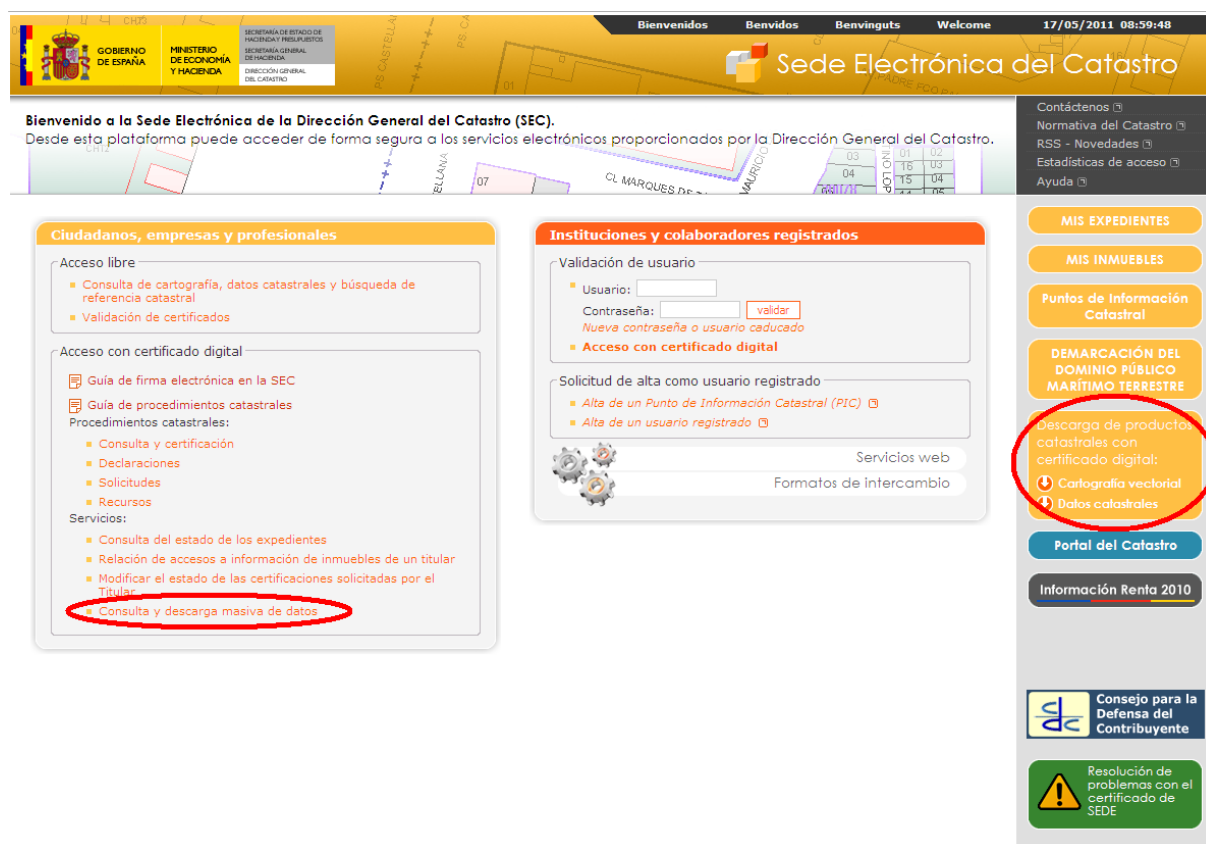 Bienvenidos Benvidos Benvinguts Welcome 17/05/2011 08:59:48
GOBIERNO DE ESPAÑA
MINISTERIO DE ECONOMÍA Y HACIENDA
SECRETARÍA DE ESTADO DE HACIENDA Y PRESUPUESTOS
SECRETARÍA GENERAL DE HACIENDA
DIRECCIÓN GENERAL DEL CATASTRO
Sede Electrónica del Catastro
Bienvenido a la Sede Electrónica de la Dirección General del Catastro (SEC).
Desde esta plataforma puede acceder de forma segura a los servicios electrónicos proporcionados por la Dirección General del Catastro.
07
CL MARQUES DE
Contáctenos
Normativa del Catastro
RSS - Novedades
Estadísticas de acceso
Ayuda
Ciudadanos, empresas y profesionales
Acceso libre
Consulta de cartografía, datos catastrales y búsqueda de
referencia catastral
Validación de certificados
Acceso con certificado digital
Guía de firma electrónica en la SEC
Guía de procedimientos catastrales
Procedimientos catastrales:
Consulta y certificación
Declaraciones
Solicitudes
Recursos
Servicios:
Consulta del estado de los expedientes
Relación de accesos a información de inmuebles de un titular
Modificar el estado de las certificaciones solicitadas por el
Titular
Consulta y descarga masiva de datos
Instituciones y colaboradores registrados
Validación de usuario
Usuario:
Contraseña: validar
Nueva contraseña o usuario caducado
Acceso con certificado digital
Solicitud de alta como usuario registrado
Alta de un Punto de Información Catastral (PIC)
Alta de un usuario registrado
Servicios web
Formatos de intercambio
MIS EXPEDIENTES
MIS INMUEBLES
Puntos de Información
Catastral
DEMARCACIÓN DEL
DOMINIO PÚBLICO
MARÍTIMO TERRESTRE
Descarga de productos
catastrales con
certificado digital:
Cartografía vectorial
Datos catastrales
Portal del Catastro
Información Renta 2010
cdc
Consejo para la
Defensa del
Contribuyente
Resolución de
problemas con el
certificado de
SEDE